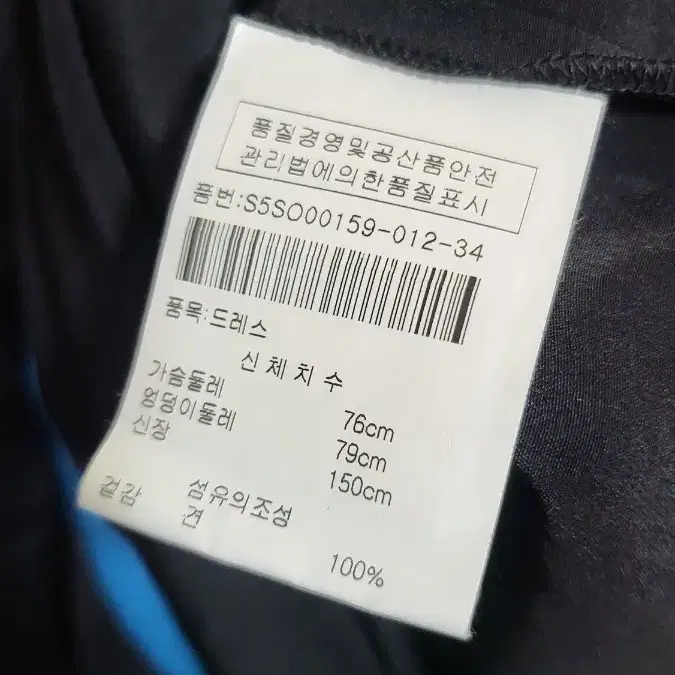 품질경영및공산품안전
관리법에의한품질표시
품번:S5SO00159-012-34
품목:드레스
신체치수
가슴둘레 76cm
엉덩이둘레 79cm
신장 150cm
섬유의조성
겉감 견 100%